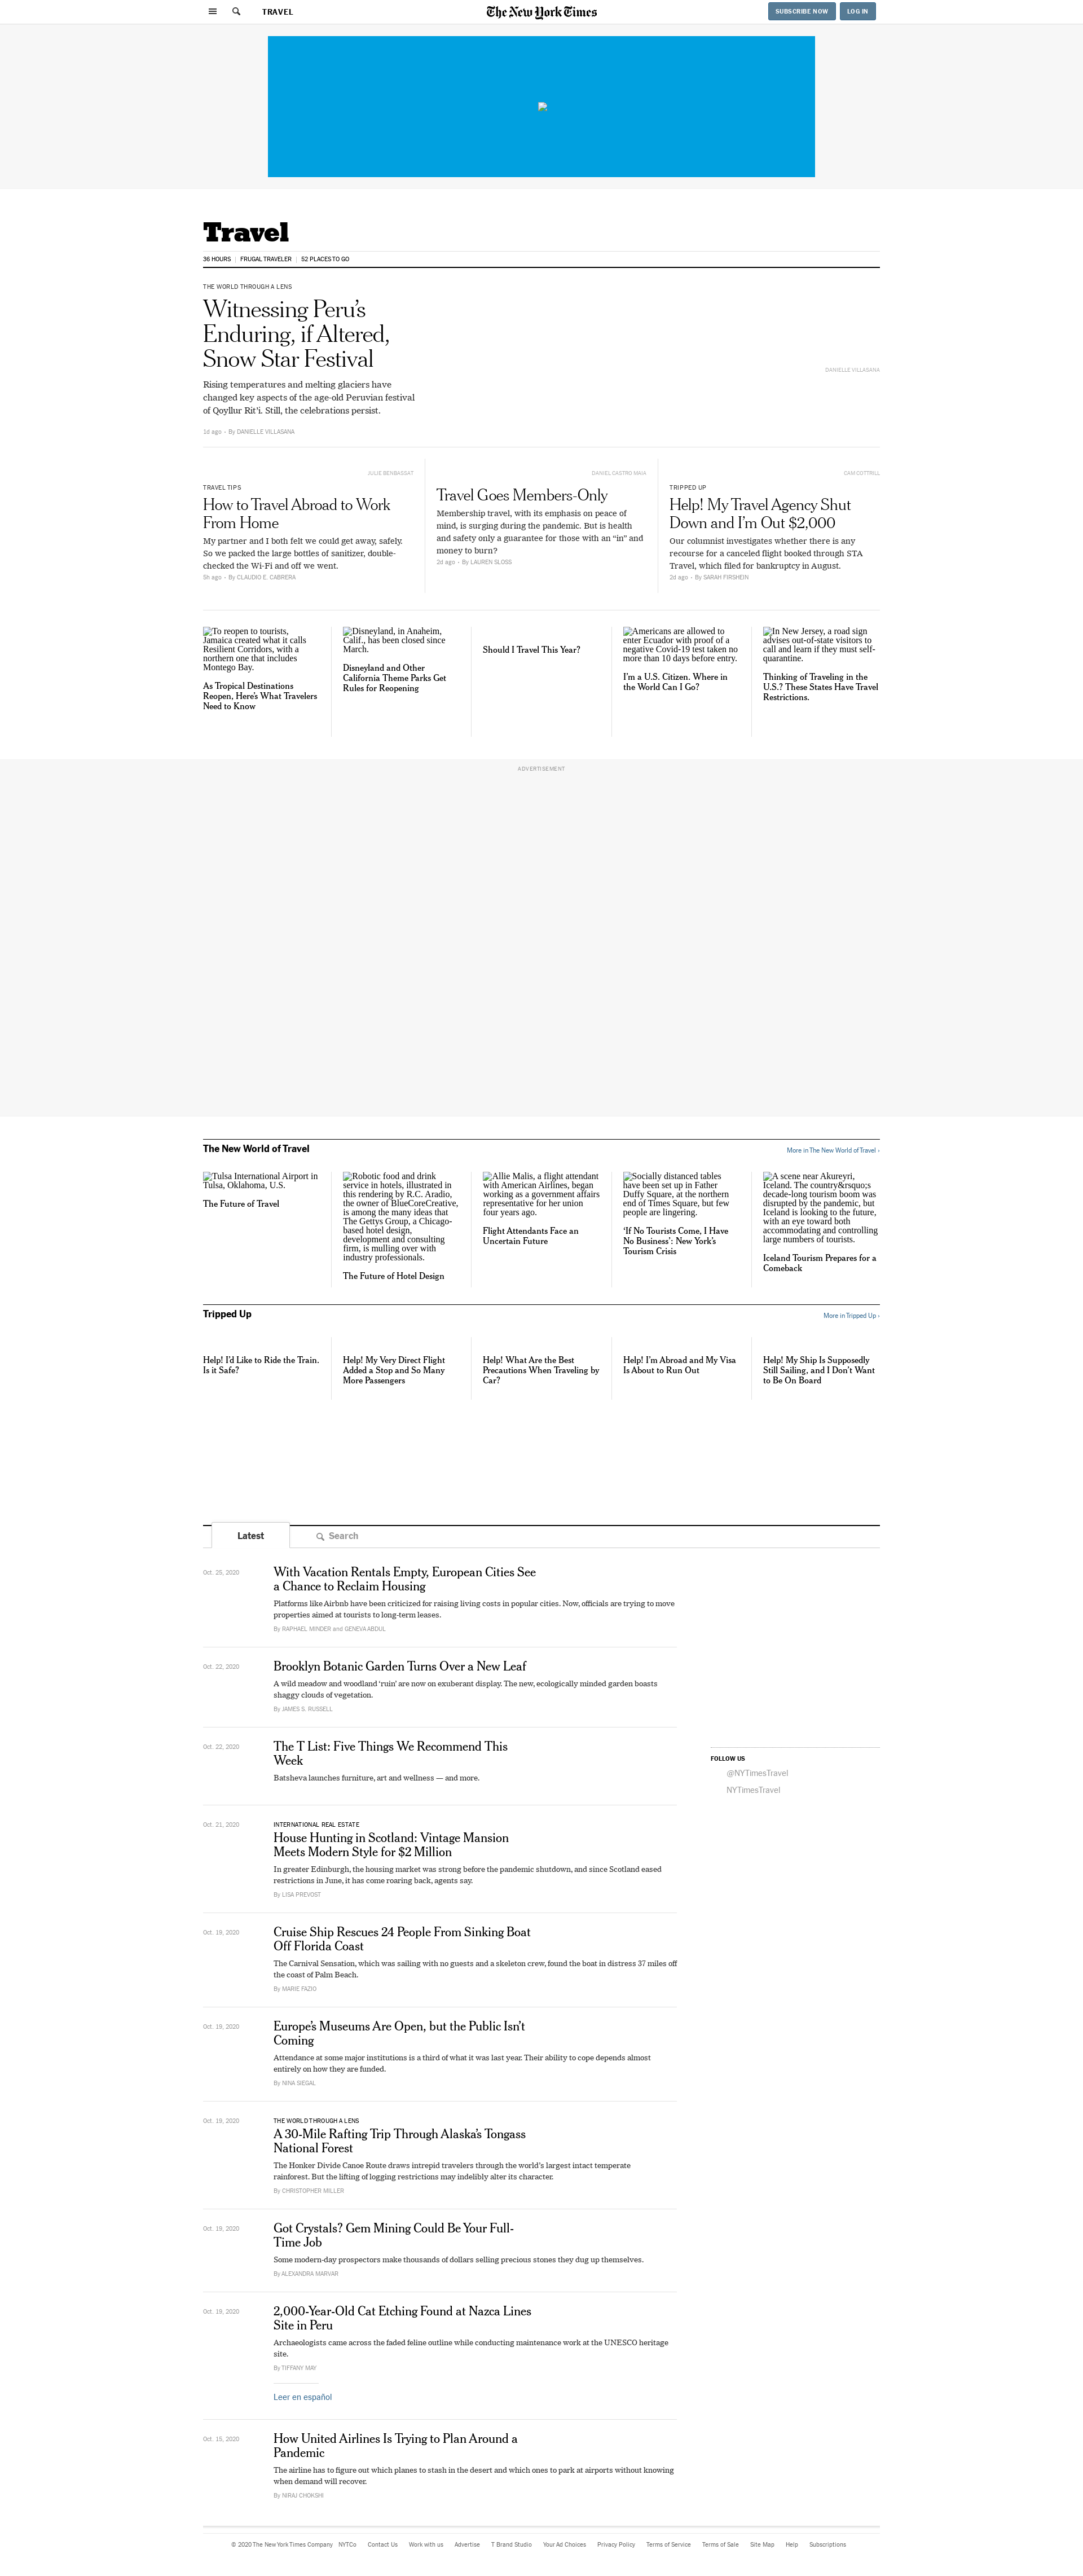 TRAVEL
The New York Times
SUBSCRIBE NOW
LOG IN
Travel
36 HOURS
FRUGAL TRAVELER
52 PLACES TO GO
THE WORLD THROUGH A LENS
Witnessing Peru's
Enduring, if Altered,
Snow Star Festival
Rising temperatures and melting glaciers have
changed key aspects of the age-old Peruvian festival
of Qoyllur Rit'i. Still, the celebrations persist.
1d ago • By DANIELLE VILLASANA
DANIELLE VILLASANA
JULIE BENBASSAT
TRAVEL TIPS
How to Travel Abroad to Work
From Home
My partner and I both felt we could get away, safely.
So we packed the large bottles of sanitizer, double-
checked the Wi-Fi and off we went.
5h ago • By CLAUDIO E. CABRERA
DANIEL CASTRO MAIA
Travel Goes Members-Only
Membership travel, with its emphasis on peace of
mind, is surging during the pandemic. But is health
and safety only a guarantee for those with an "in" and
money to burn?
2d ago • By LAUREN SLOSS
CAM COTTRILL
TRIPPED UP
Help! My Travel Agency Shut
Down and I'm Out $2,000
Our columnist investigates whether there is any
recourse for a canceled flight booked through STA
Travel, which filed for bankruptcy in August.
2d ago • By SARAH FIRSHEIN
To reopen to tourists,
Jamaica created what it calls
Resilient Corridors, with a
northern one that includes
Montego Bay.
As Tropical Destinations
Reopen, Here's What Travelers
Need to Know
Disneyland, in Anaheim,
Calif., has been closed since
March.
Disneyland and Other
California Theme Parks Get
Rules for Reopening
Should I Travel This Year?
Americans are allowed to
enter Ecuador with proof of a
negative Covid-19 test taken no
more than 10 days before entry.
I'm a U.S. Citizen. Where in
the World Can I Go?
In New Jersey, a road sign
advises out-of-state visitors to
call and learn if they must self-
quarantine.
Thinking of Traveling in the
U.S.? These States Have Travel
Restrictions.
ADVERTISEMENT
The New World of Travel
More in The New World of Travel ›
Tulsa International Airport in
Tulsa, Oklahoma, U.S.
The Future of Travel
Robotic food and drink
service in hotels, illustrated in
this rendering by R.C. Aradio,
the owner of BlueCoreCreative,
is among the many ideas that
The Gettys Group, a Chicago-
based hotel design,
development and consulting
firm, is mulling over with
industry professionals.
The Future of Hotel Design
Allie Malis, a flight attendant
with American Airlines, began
working as a government affairs
representative for her union
four years ago.
Flight Attendants Face an
Uncertain Future
Socially distanced tables
have been set up in Father
Duffy Square, at the northern
end of Times Square, but few
people are lingering.
'If No Tourists Come, I Have
No Business': New York's
Tourism Crisis
A scene near Akureyri,
Iceland. The country&rsquo;s
decade-long tourism boom was
disrupted by the pandemic, but
Iceland is looking to the future,
with an eye toward both
accommodating and controlling
large numbers of tourists.
Iceland Tourism Prepares for a
Comeback
Tripped Up
More in Tripped Up ›
Help! I'd Like to Ride the Train.
Is it Safe?
Help! My Very Direct Flight
Added a Stop and So Many
More Passengers
Help! What Are the Best
Precautions When Traveling by
Car?
Help! I'm Abroad and My Visa
Is About to Run Out
Help! My Ship Is Supposedly
Still Sailing, and I Don't Want
to Be On Board
Latest
Search
Oct. 25, 2020
With Vacation Rentals Empty, European Cities See
a Chance to Reclaim Housing
Platforms like Airbnb have been criticized for raising living costs in popular cities. Now, officials are trying to move
properties aimed at tourists to long-term leases.
By RAPHAEL MINDER and GENEVA ABDUL
Oct. 22, 2020
Brooklyn Botanic Garden Turns Over a New Leaf
A wild meadow and woodland 'ruin' are now on exuberant display. The new, ecologically minded garden boasts
shaggy clouds of vegetation.
By JAMES S. RUSSELL
Oct. 22, 2020
The T List: Five Things We Recommend This
Week
Batsheva launches furniture, art and wellness — and more.
FOLLOW US
@NYTimesTravel
NYTimesTravel
Oct. 21, 2020
INTERNATIONAL REAL ESTATE
House Hunting in Scotland: Vintage Mansion
Meets Modern Style for $2 Million
In greater Edinburgh, the housing market was strong before the pandemic shutdown, and since Scotland eased
restrictions in June, it has come roaring back, agents say.
By LISA PREVOST
Oct. 19, 2020
Cruise Ship Rescues 24 People From Sinking Boat
Off Florida Coast
The Carnival Sensation, which was sailing with no guests and a skeleton crew, found the boat in distress 37 miles off
the coast of Palm Beach.
By MARIE FAZIO
Oct. 19, 2020
Europe's Museums Are Open, but the Public Isn't
Coming
Attendance at some major institutions is a third of what it was last year. Their ability to cope depends almost
entirely on how they are funded.
By NINA SIEGAL
Oct. 19, 2020
THE WORLD THROUGH A LENS
A 30-Mile Rafting Trip Through Alaska's Tongass
National Forest
The Honker Divide Canoe Route draws intrepid travelers through the world's largest intact temperate
rainforest. But the lifting of logging restrictions may indelibly alter its character.
By CHRISTOPHER MILLER
Oct. 19, 2020
Got Crystals? Gem Mining Could Be Your Full-
Time Job
Some modern-day prospectors make thousands of dollars selling precious stones they dug up themselves.
By ALEXANDRA MARVAR
Oct. 19, 2020
2,000-Year-Old Cat Etching Found at Nazca Lines
Site in Peru
Archaeologists came across the faded feline outline while conducting maintenance work at the UNESCO heritage
site.
By TIFFANY MAY
Leer en español
Oct. 15, 2020
How United Airlines Is Trying to Plan Around a
Pandemic
The airline has to figure out which planes to stash in the desert and which ones to park at airports without knowing
when demand will recover.
By NIRAJ CHOKSHI
© 2020 The New York Times Company NYTCo Contact Us Work with us Advertise T Brand Studio Your Ad Choices Privacy Policy Terms of Service Terms of Sale Site Map Help Subscriptions